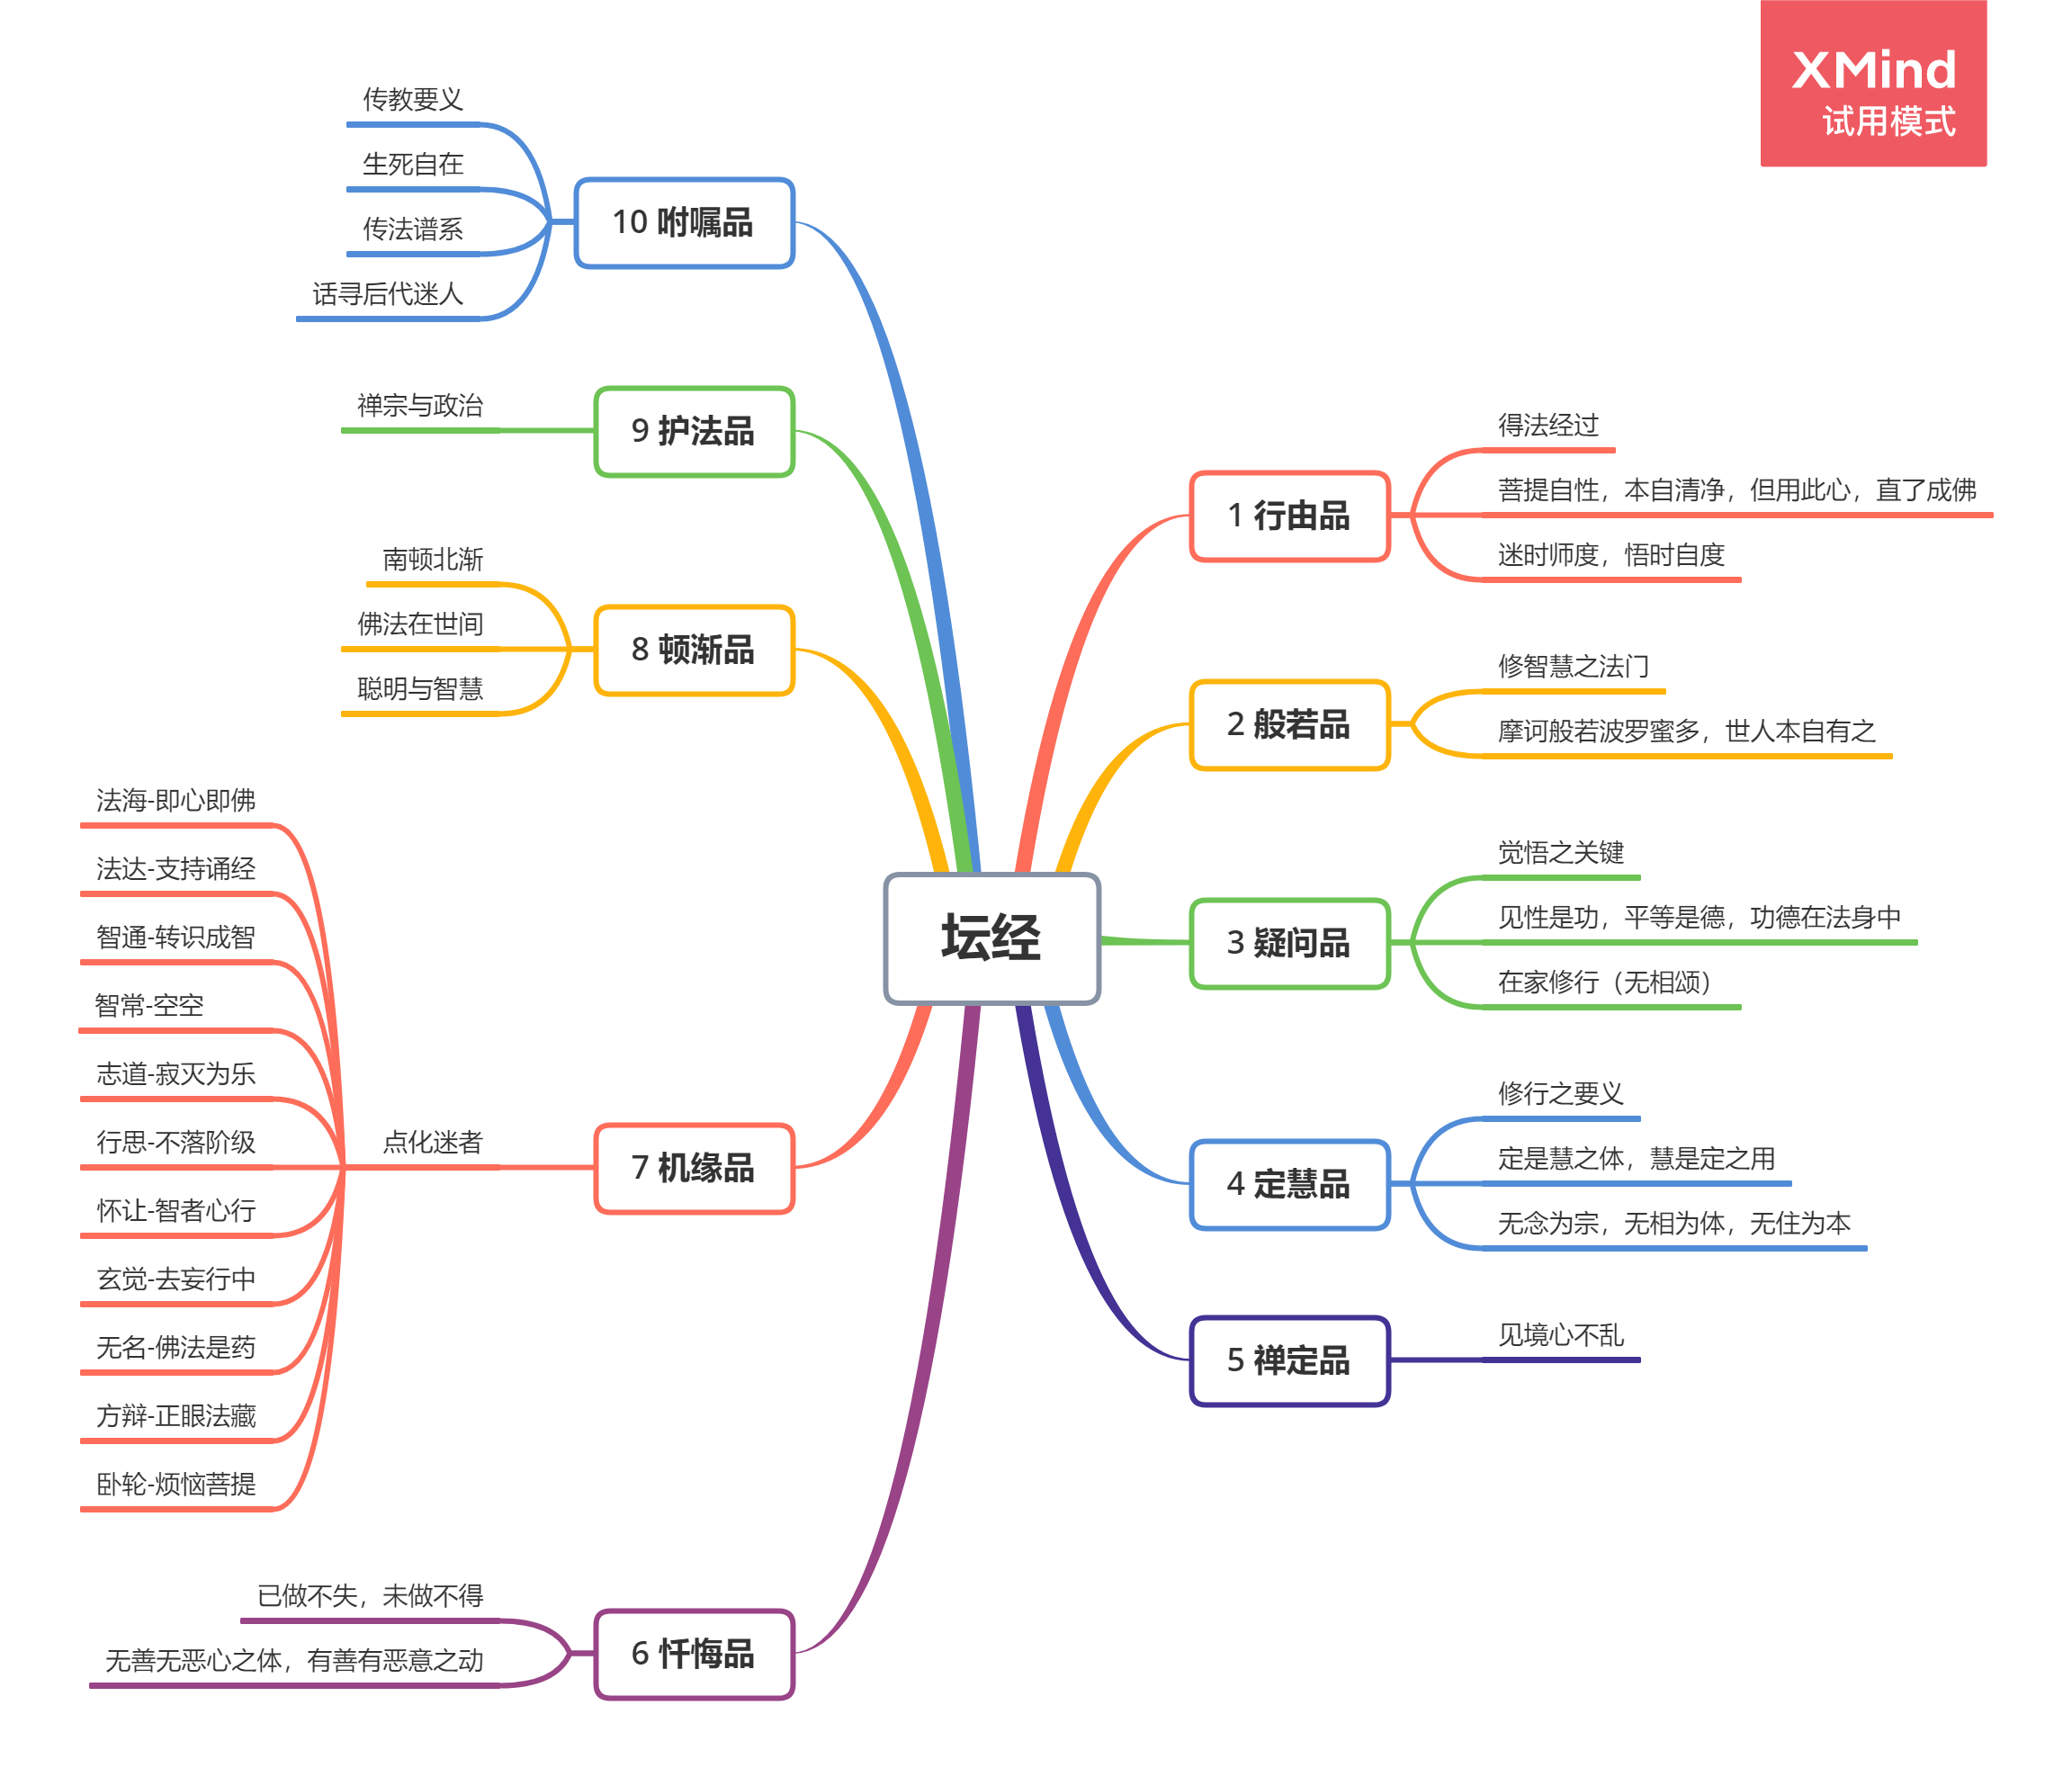 XMind
试用模式
坛经
1 行由品
得法经过
菩提自性，本自清净，但用此心，直了成佛
迷时师度，悟时自度
2 般若品
修智慧之法门
摩诃般若波罗蜜多，世人本自有之
3 疑问品
觉悟之关键
见性是功，平等是德，功德在法身中
在家修行（无相颂）
4 定慧品
修行之要义
定是慧之体，慧是定之用
无念为宗，无相为体，无住为本
5 禅定品
见境心不乱
6 忏悔品
已做不失，未做不得
无善无恶心之体，有善有恶意之动
7 机缘品
点化迷者
法海-即心即佛
法达-支持诵经
智通-转识成智
智常-空空
志道-寂灭为乐
行思-不落阶级
怀让-智者心行
玄觉-去妄行中
无名-佛法是药
方辩-正眼法藏
卧轮-烦恼菩提
8 顿渐品
南顿北渐
佛法在世间
聪明与智慧
9 护法品
禅宗与政治
10 咐嘱品
传教要义
生死自在
传法谱系
话寻后代迷人